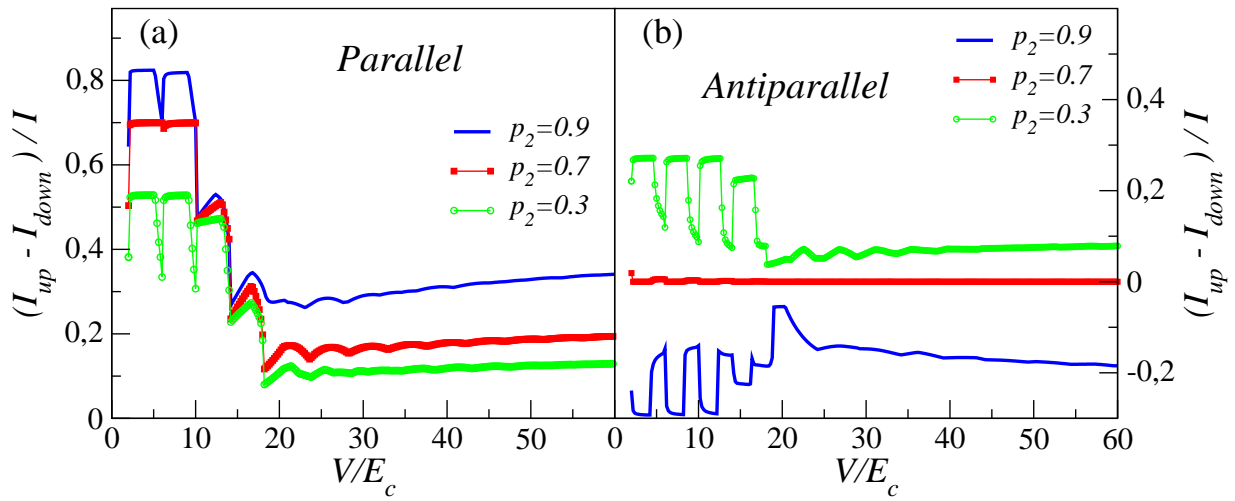 (a)
Parallel
p2=0.9
p2=0.7
p2=0.3
(Iup - Idown) / I
0,8
0,6
0,4
0,2
0
0 10 20 30 40 50
V/Ec
(b)
Antiparallel
p2=0.9
p2=0.7
p2=0.3
0,4
0,2
0
-0,2
(Iup - Idown) / I
0 10 20 30 40 50 60
V/Ec